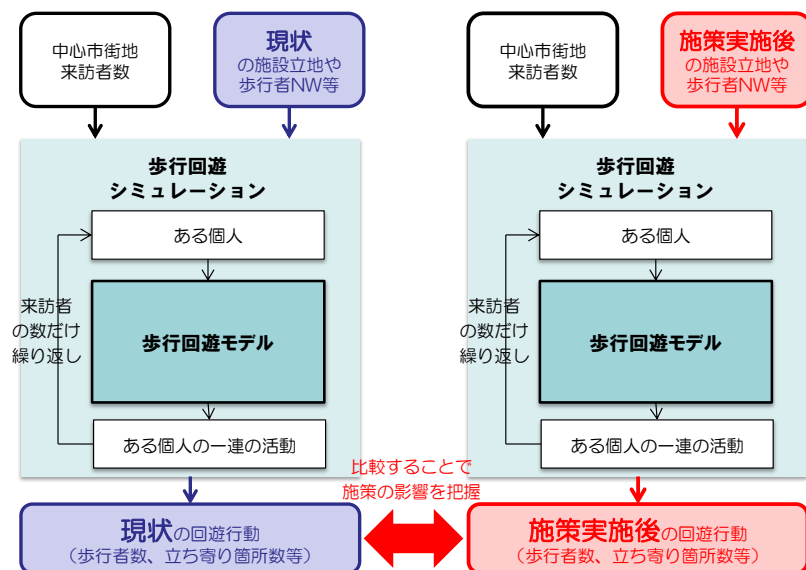 中心市街地
来訪者数
現状
の施設立地や
歩行者NW等
歩行回遊
シミュレーション
ある個人
来訪者
の数だけ
繰り返し
歩行回遊モデル
ある個人の一連の活動
現状の回遊行動
（歩行者数、立ち寄り箇所数等）
比較することで
施策の影響を把握
中心市街地
来訪者数
施策実施後
の施設立地や
歩行者NW等
歩行回遊
シミュレーション
ある個人
来訪者
の数だけ
繰り返し
歩行回遊モデル
ある個人の一連の活動
施策実施後の回遊行動
（歩行者数、立ち寄り箇所数等）